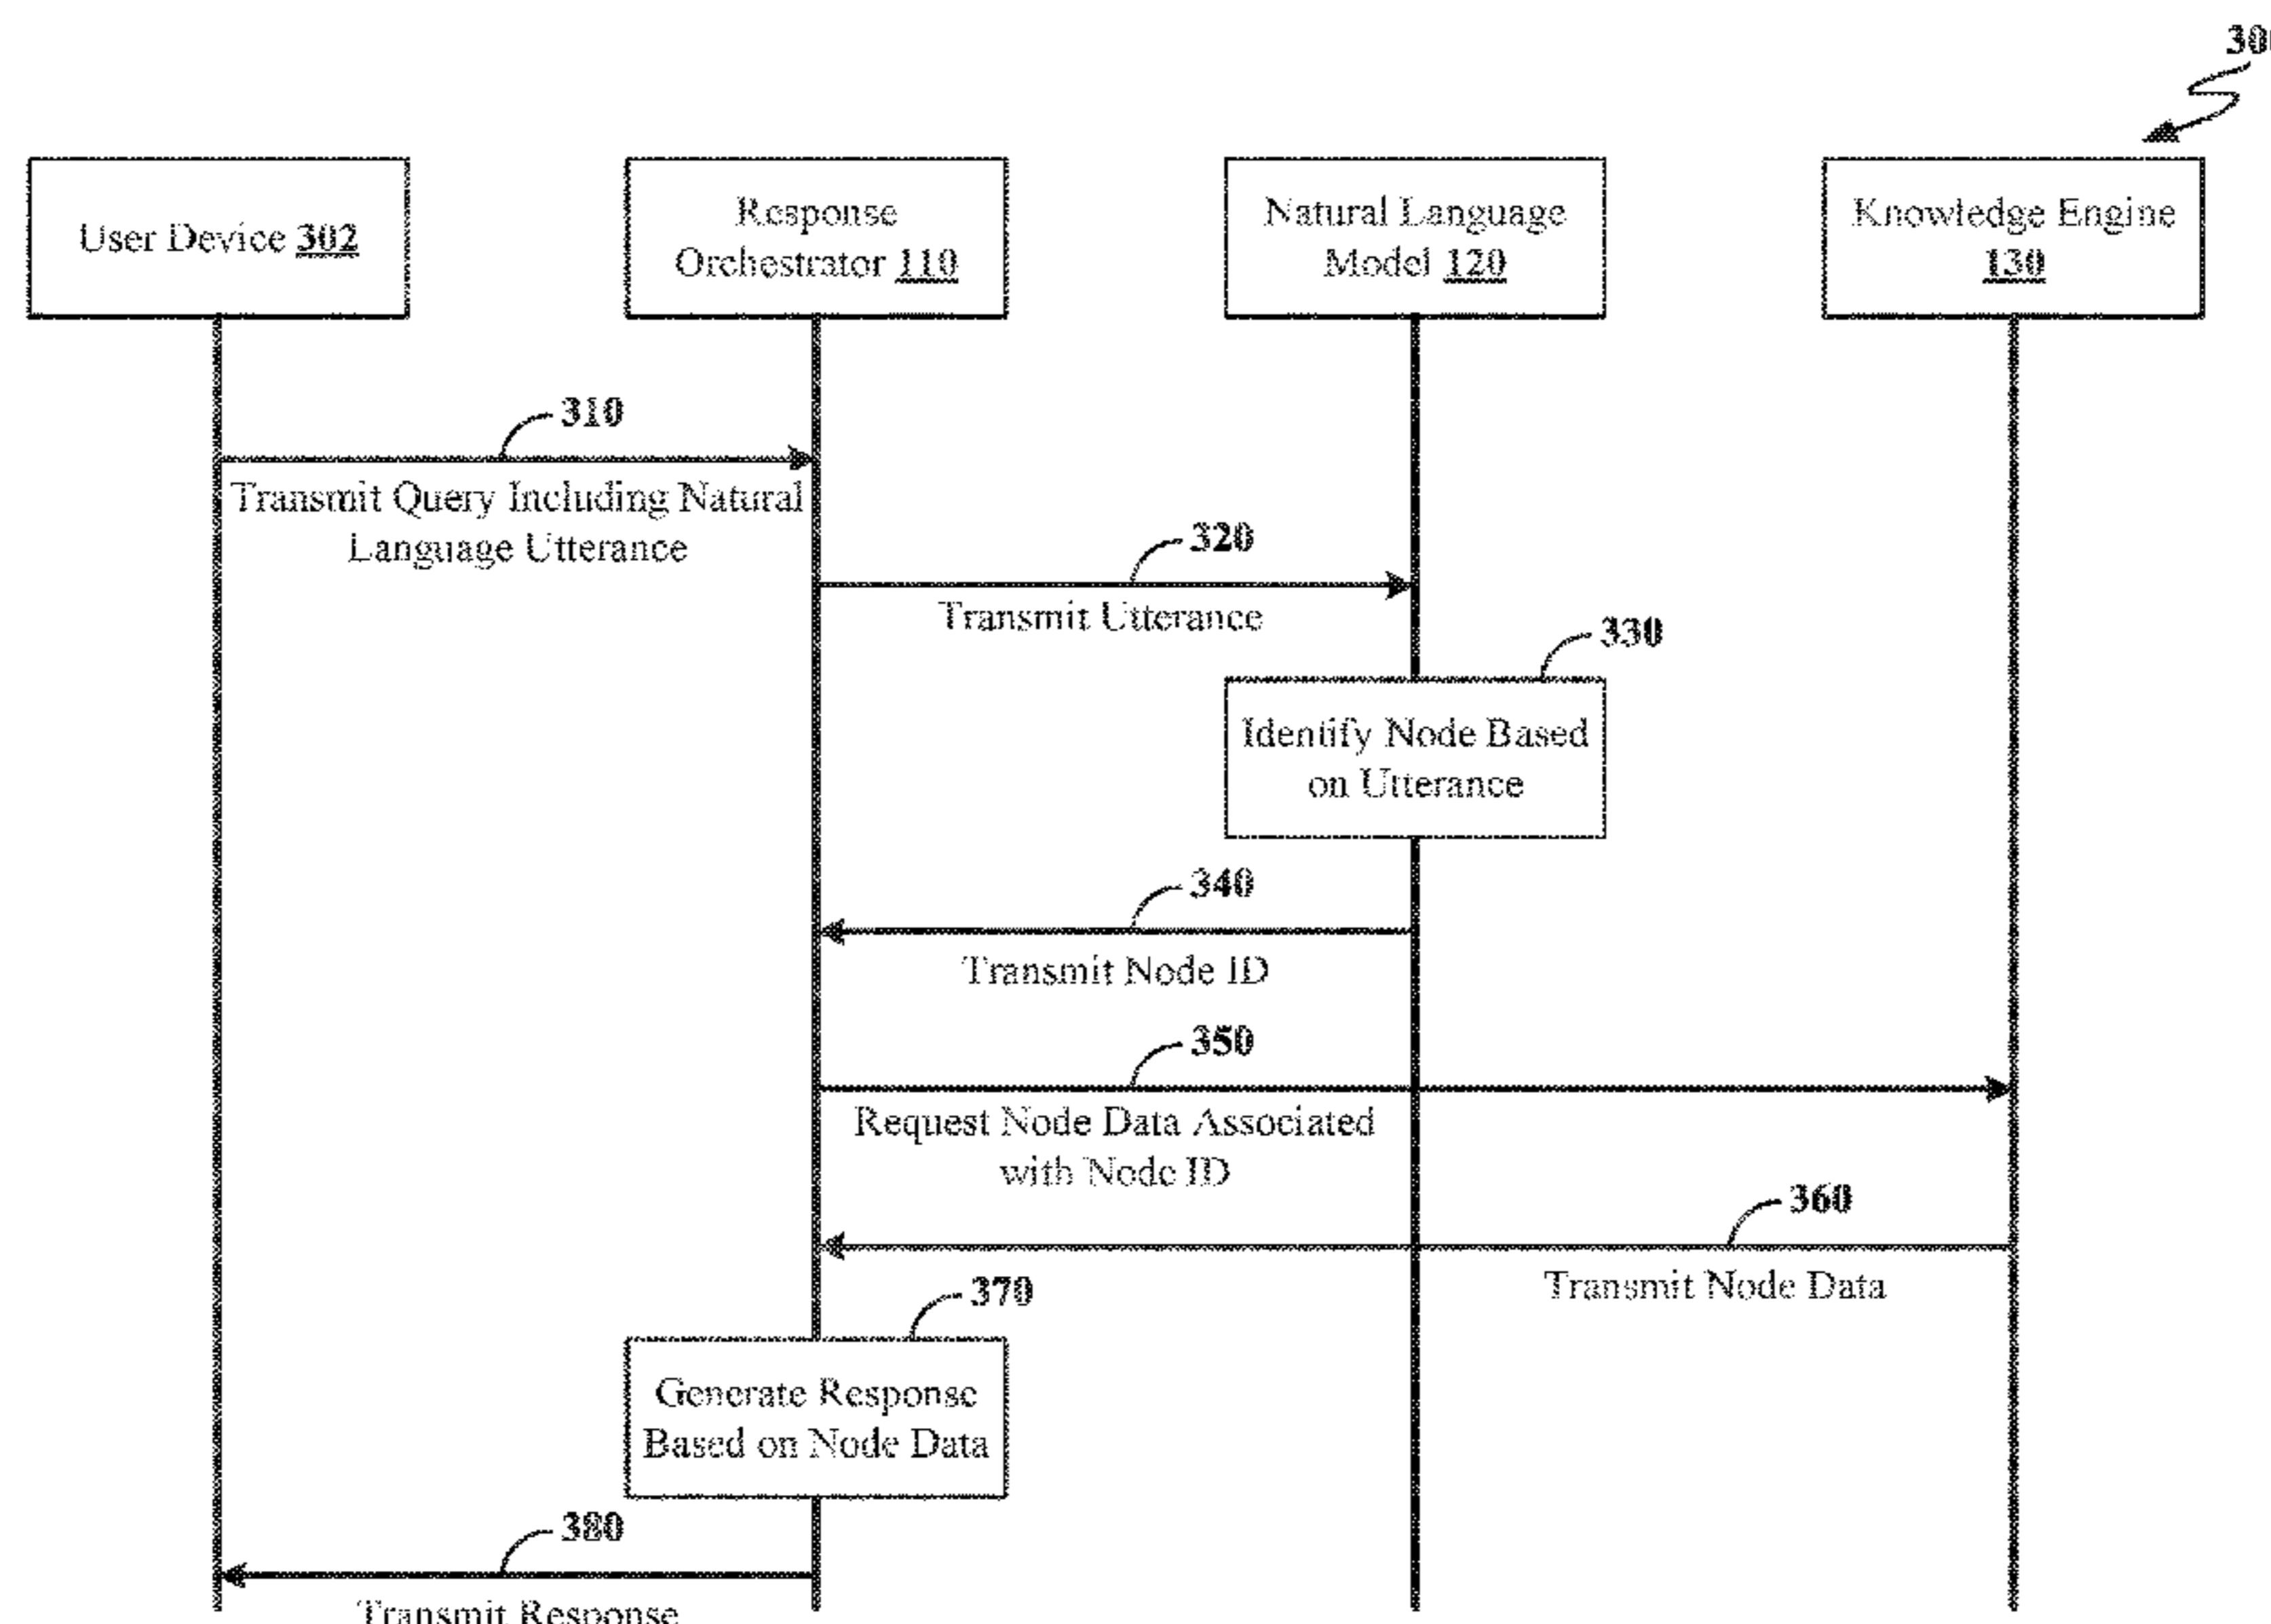 300
User Device 302
Response
Orchestrator 110
Natural Language
Model 120
Knowledge Engine
130
310
Transmit Query Including Natural
Language Utterance
320
Transmit Utterance
330
Identify Node Based
on Utterance
340
Transmit Node ID
350
Request Node Data Associated
with Node ID
360
Transmit Node Data
370
Generate Response
Based on Node Data
380
Transmit Response